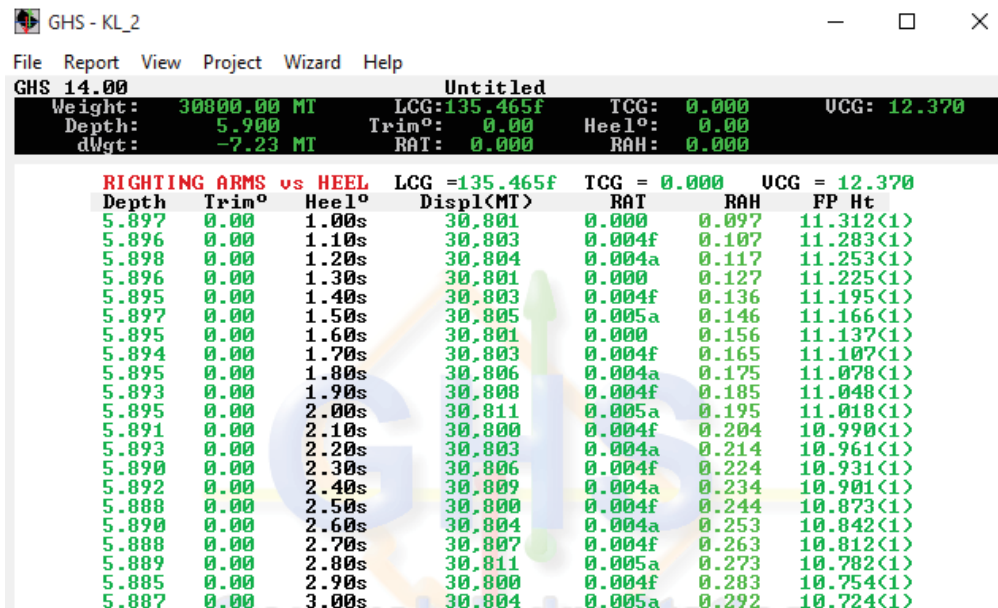 GHS - KL_2
File Report View Project Wizard Help
GHS 14.00 Untitled
Weight: 30800.00 MT LCG:135.465f TCG: 0.000 VCG: 12.370
Depth: 5.900 Trimº: 0.00 Heelº: 0.00
dWgt: -7.23 MT RAT: 0.000 RAH: 0.000
RIGHTING ARMS vs HEEL LCG =135.465f TCG = 0.000 VCG = 12.370
Depth Trimº Heelº Displ(MT) RAT RAH FP Ht
5.897 0.00 1.00s 30,801 0.000 0.097 11.312(1)
5.896 0.00 1.10s 30,803 0.004f 0.107 11.283(1)
5.898 0.00 1.20s 30,804 0.004a 0.117 11.253(1)
5.896 0.00 1.30s 30,801 0.000 0.127 11.225(1)
5.895 0.00 1.40s 30,803 0.004f 0.136 11.195(1)
5.897 0.00 1.50s 30,805 0.005a 0.146 11.166(1)
5.895 0.00 1.60s 30,801 0.000 0.156 11.137(1)
5.894 0.00 1.70s 30,803 0.004f 0.165 11.107(1)
5.895 0.00 1.80s 30,806 0.004a 0.175 11.078(1)
5.893 0.00 1.90s 30,808 0.004f 0.185 11.048(1)
5.895 0.00 2.00s 30,811 0.005a 0.195 11.018(1)
5.891 0.00 2.10s 30,800 0.004f 0.204 10.990(1)
5.893 0.00 2.20s 30,803 0.004a 0.214 10.961(1)
5.890 0.00 2.30s 30,806 0.004f 0.224 10.931(1)
5.892 0.00 2.40s 30,809 0.004a 0.234 10.901(1)
5.888 0.00 2.50s 30,800 0.004f 0.244 10.873(1)
5.890 0.00 2.60s 30,804 0.004a 0.253 10.842(1)
5.888 0.00 2.70s 30,807 0.004f 0.263 10.812(1)
5.889 0.00 2.80s 30,811 0.005a 0.273 10.782(1)
5.885 0.00 2.90s 30,800 0.004f 0.283 10.754(1)
5.887 0.00 3.00s 30,804 0.005a 0.292 10.724(1)
GHS